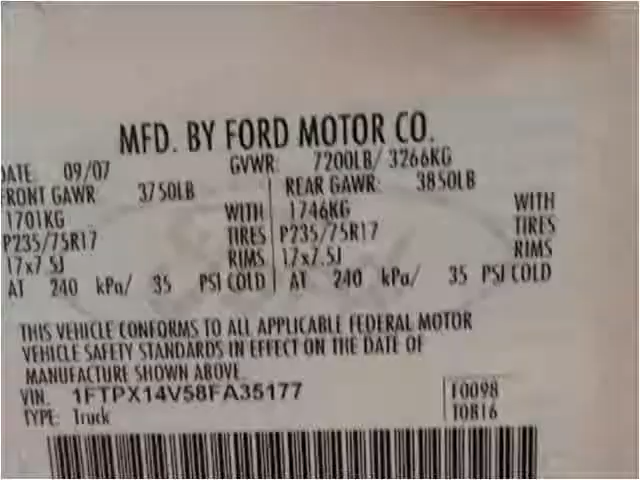 MFD. BY FORD MOTOR CO.
DATE: 09/07 GVWR: 7200LB/ 3266KG
FRONT GAWR: 3750LB REAR GAWR: 3850LB
1701KG WITH 1746KG WITH
P235/75R17 TIRES P235/75R17 TIRES
17x7.5J RIMS 17x7.5J RIMS
AT 240 kPa/ 35 PSI COLD AT 240 kPa/ 35 PSI COLD
THIS VEHICLE CONFORMS TO ALL APPLICABLE FEDERAL MOTOR
VEHICLE SAFETY STANDARDS IN EFFECT ON THE DATE OF
MANUFACTURE SHOWN ABOVE.
VIN: 1FTPX14V58FA35177 T0098
TYPE: Truck T0816